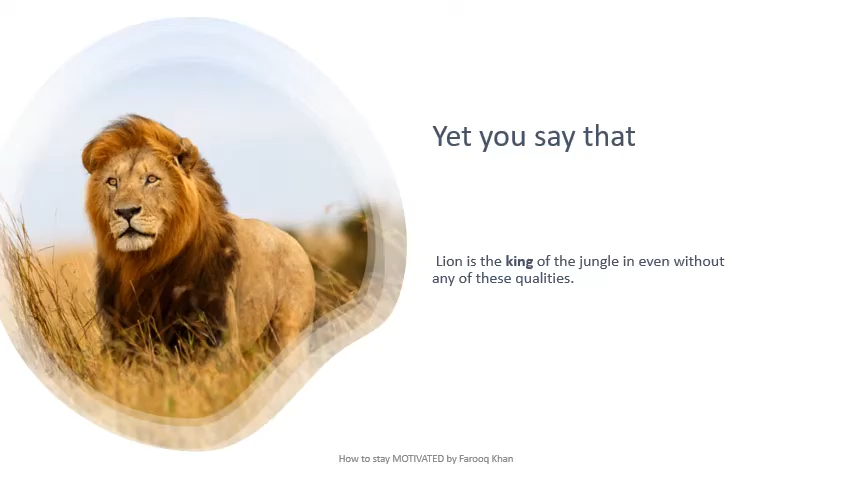 Yet you say that
Lion is the king of the jungle in even without
any of these qualities.
How to stay MOTIVATED by Farooq Khan